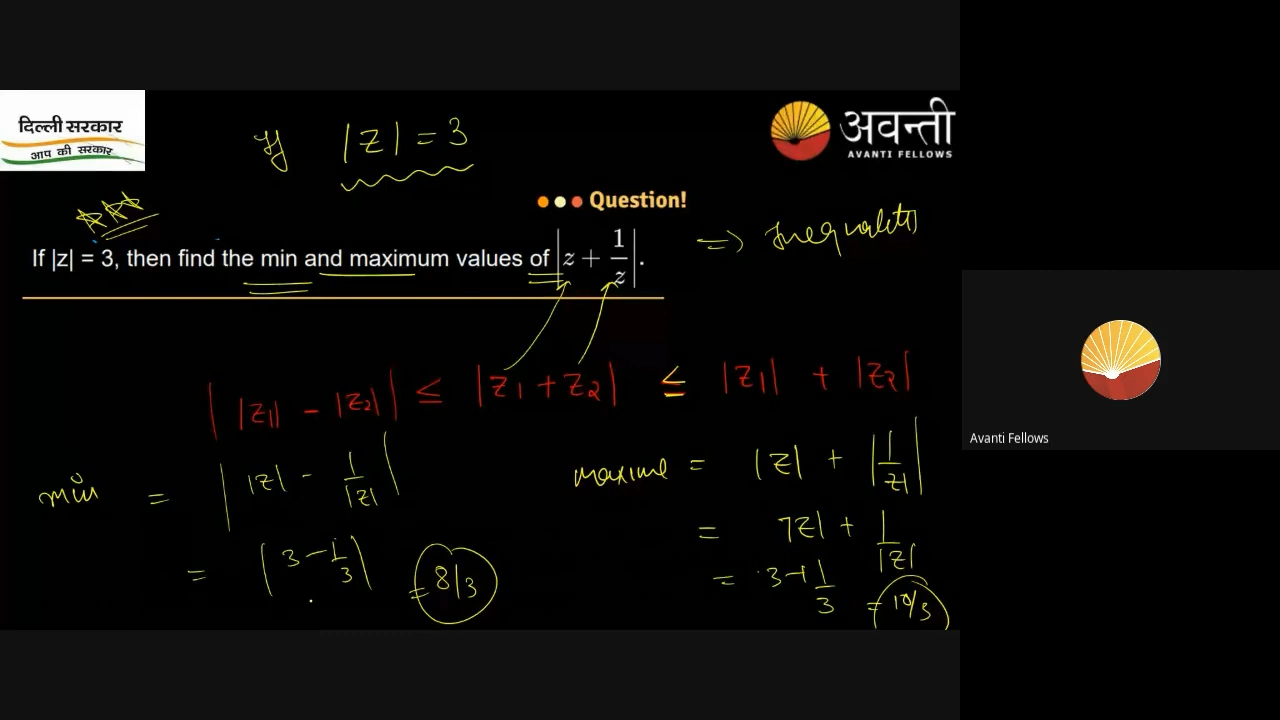 दिल्ली सरकार
आप की सरकार
If |Z| = 3
अवन्ती
AVANTI FELLOWS
Question!
If |z| = 3, then find the min and maximum values of |z + 1/z|.
=> Inequality
| |Z1| - |Z2| | ≤ |Z1 + Z2| ≤ |Z1| + |Z2|
min = | |Z| - 1/|Z| |
= |3 - 1/3| = 8/3
maxime = |Z| + |1/Z|
= |Z| + 1/|Z|
= 3+1/3 = 10/3
Avanti Fellows